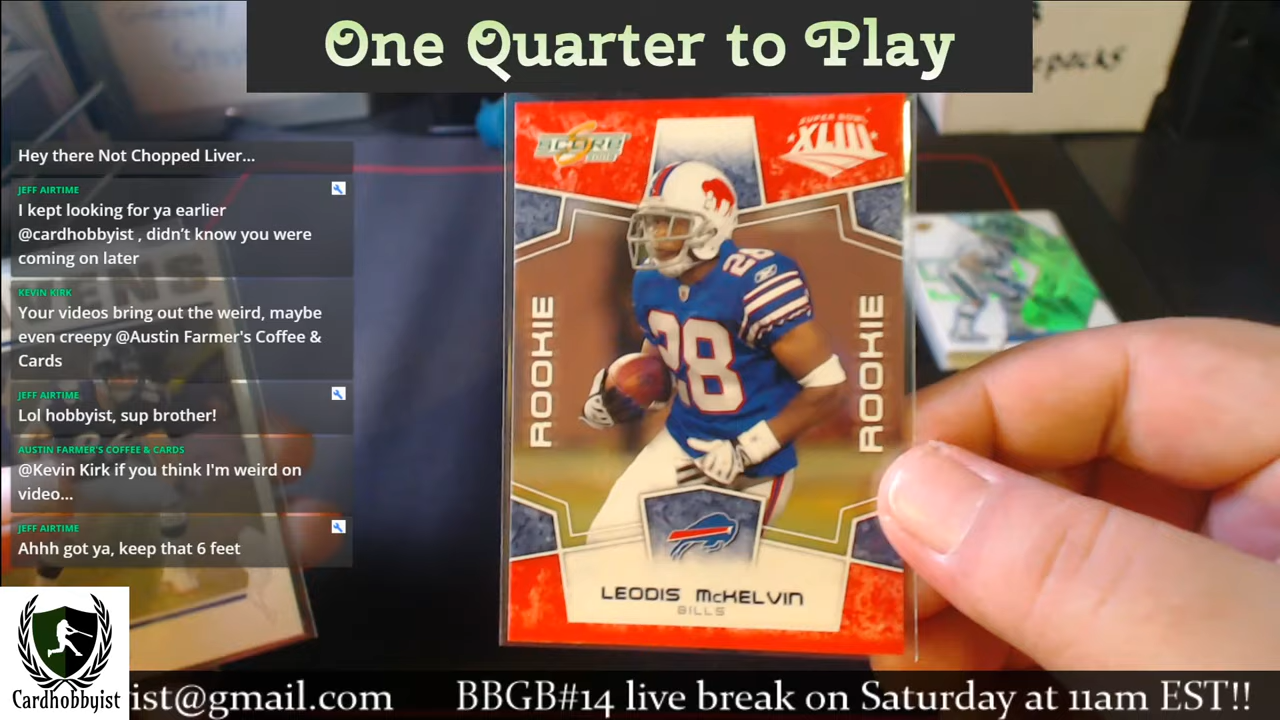 One Quarter to Play
epacks
Hey there Not Chopped Liver...
JEFF AIRTIME
I kept looking for ya earlier
@cardhobbyist , didn't know you were
coming on later
KEVIN KIRK
Your videos bring out the weird, maybe
even creepy @Austin Farmer's Coffee &
Cards
JEFF AIRTIME
Lol hobbyist, sup brother!
AUSTIN FARMER'S COFFEE & CARDS
@Kevin Kirk if you think I'm weird on
video...
JEFF AIRTIME
Ahhh got ya, keep that 6 feet
SCORE
SUPER BOWL
XLIII
28
28
ROOKIE
ROOKIE
LEODIS McKELVIN
BILLS
Cardhobbyist
ist@gmail.com BBGB#14 live break on Saturday at 11am EST!!